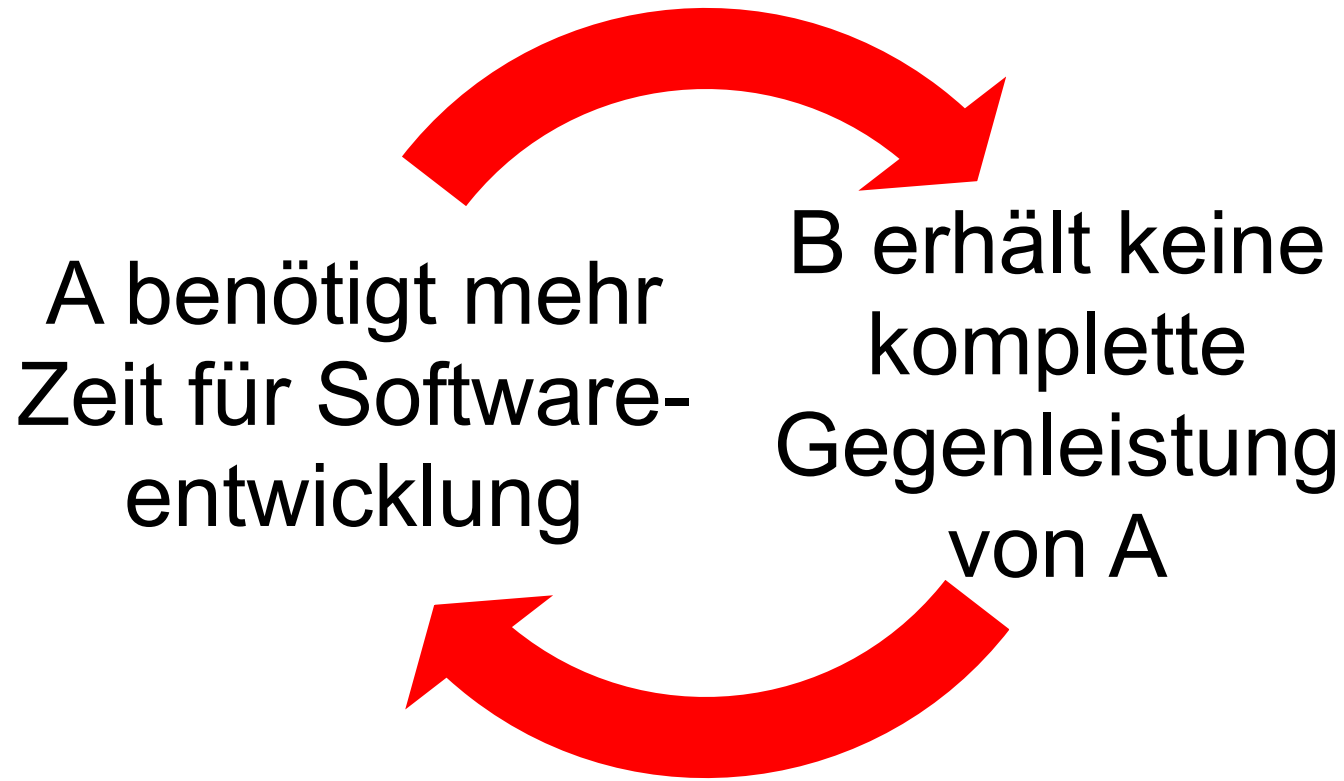 A benötigt mehr
Zeit für Software-
entwicklung
B erhält keine
komplette
Gegenleistung
von A